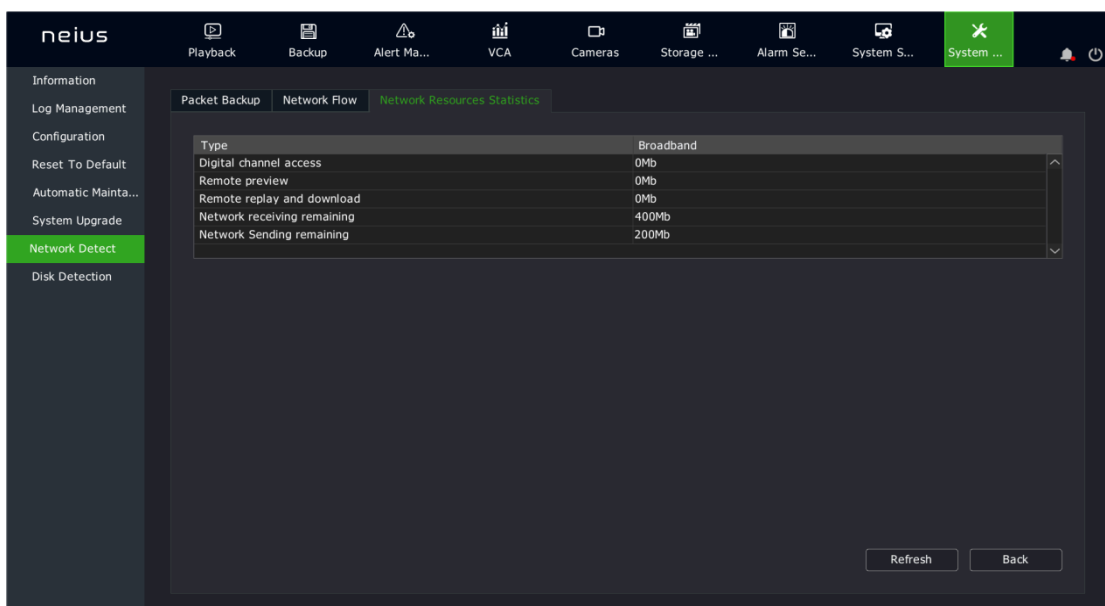 neius
Playback Backup Alert Ma... VCA Cameras Storage ... Alarm Se... System S... System ...
Information
Log Management
Configuration
Reset To Default
Automatic Mainta...
System Upgrade
Network Detect
Disk Detection
Packet Backup Network Flow Network Resources Statistics
Type Broadband
Digital channel access 0Mb
Remote preview 0Mb
Remote replay and download 0Mb
Network receiving remaining 400Mb
Network Sending remaining 200Mb
Refresh Back